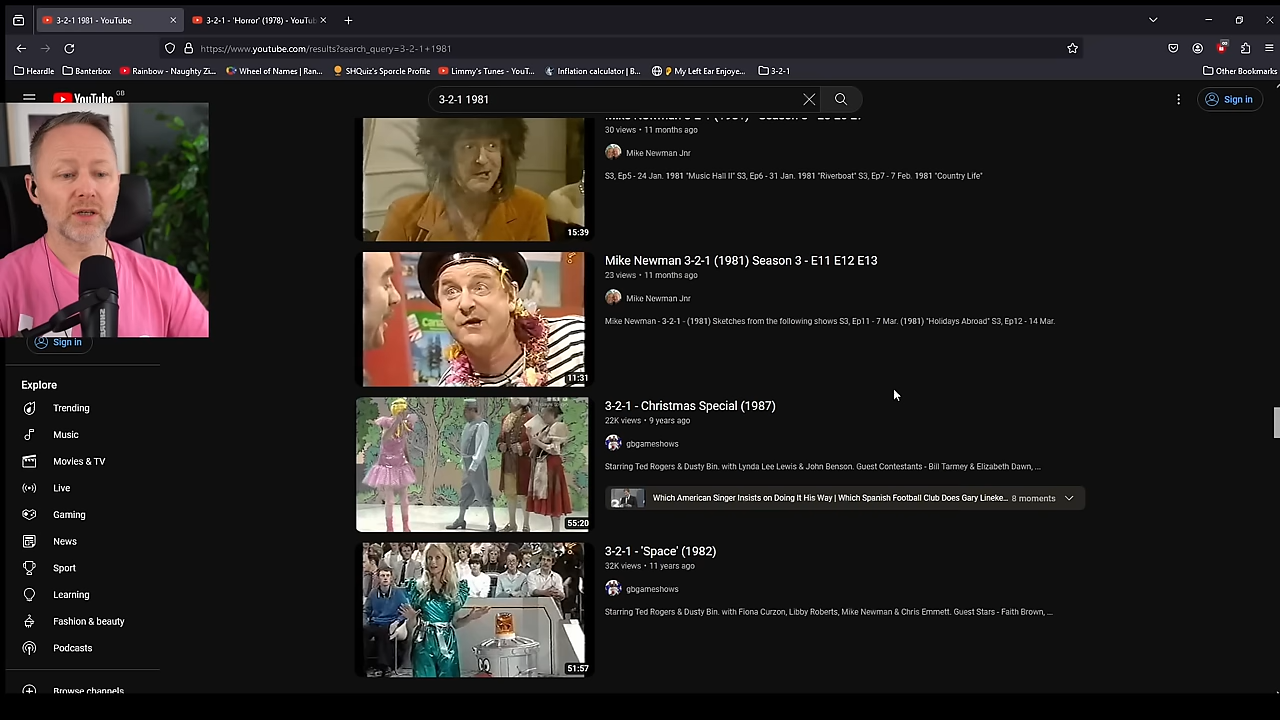 3-2-1 1981 - YouTube
3-2-1 - 'Horror' (1978) - YouTub
https://www.youtube.com/results?search_query=3-2-1+1981
Heardle
Banterbox
Rainbow - Naughty Zi...
Wheel of Names | Ran...
SHQuiz's Sporcle Profile
Limmy's Tunes - YouT...
Inflation calculator | B...
My Left Ear Enjoye...
3-2-1
Other Bookmarks
YouTube GB
3-2-1 1981
Sign in
30 views • 11 months ago
Mike Newman Jnr
S3, Ep5 - 24 Jan. 1981 "Music Hall II" S3, Ep6 - 31 Jan. 1981 "Riverboat" S3, Ep7 - 7 Feb. 1981 "Country Life"
15:39
Mike Newman 3-2-1 (1981) Season 3 - E11 E12 E13
23 views • 11 months ago
Mike Newman Jnr
Mike Newman - 3-2-1 - (1981) Sketches from the following shows S3, Ep11 - 7 Mar. (1981) "Holidays Abroad" S3, Ep12 - 14 Mar.
11:31
3-2-1 - Christmas Special (1987)
22K views • 9 years ago
gbgameshows
Starring Ted Rogers & Dusty Bin. with Lynda Lee Lewis & John Benson. Guest Contestants - Bill Tarmey & Elizabeth Dawn, ...
Which American Singer Insists on Doing It His Way | Which Spanish Football Club Does Gary Lineke... 8 moments
55:20
3-2-1 - 'Space' (1982)
32K views • 11 years ago
gbgameshows
Starring Ted Rogers & Dusty Bin. with Fiona Curzon, Libby Roberts, Mike Newman & Chris Emmett. Guest Stars - Faith Brown, ...
51:57
Sign in
Explore
Trending
Music
Movies & TV
Live
Gaming
News
Sport
Learning
Fashion & beauty
Podcasts
Browse channels